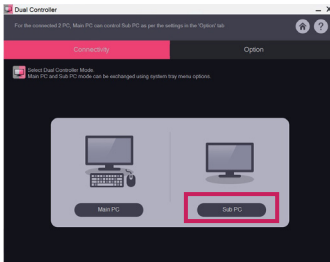 Dual Controller
For the connected 2 PC, Main PC can control Sub PC as per the settings in the 'Option' tab.
?
Connectivity
Option
Select Dual Controller Mode.
Main PC and Sub PC mode can be exchanged using system tray menu options.
Main PC
Sub PC